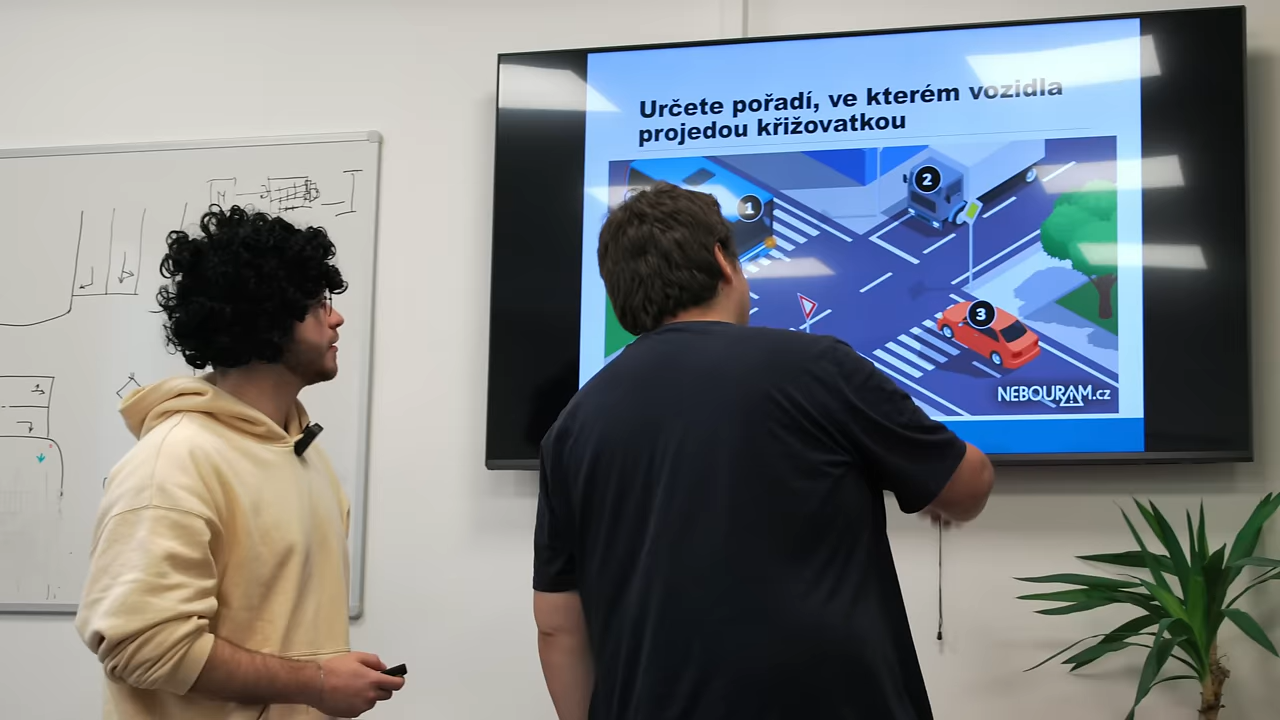 Určete pořadí, ve kterém vozidla
projedou křižovatkou
1
2
3
NEBOURAM.cz